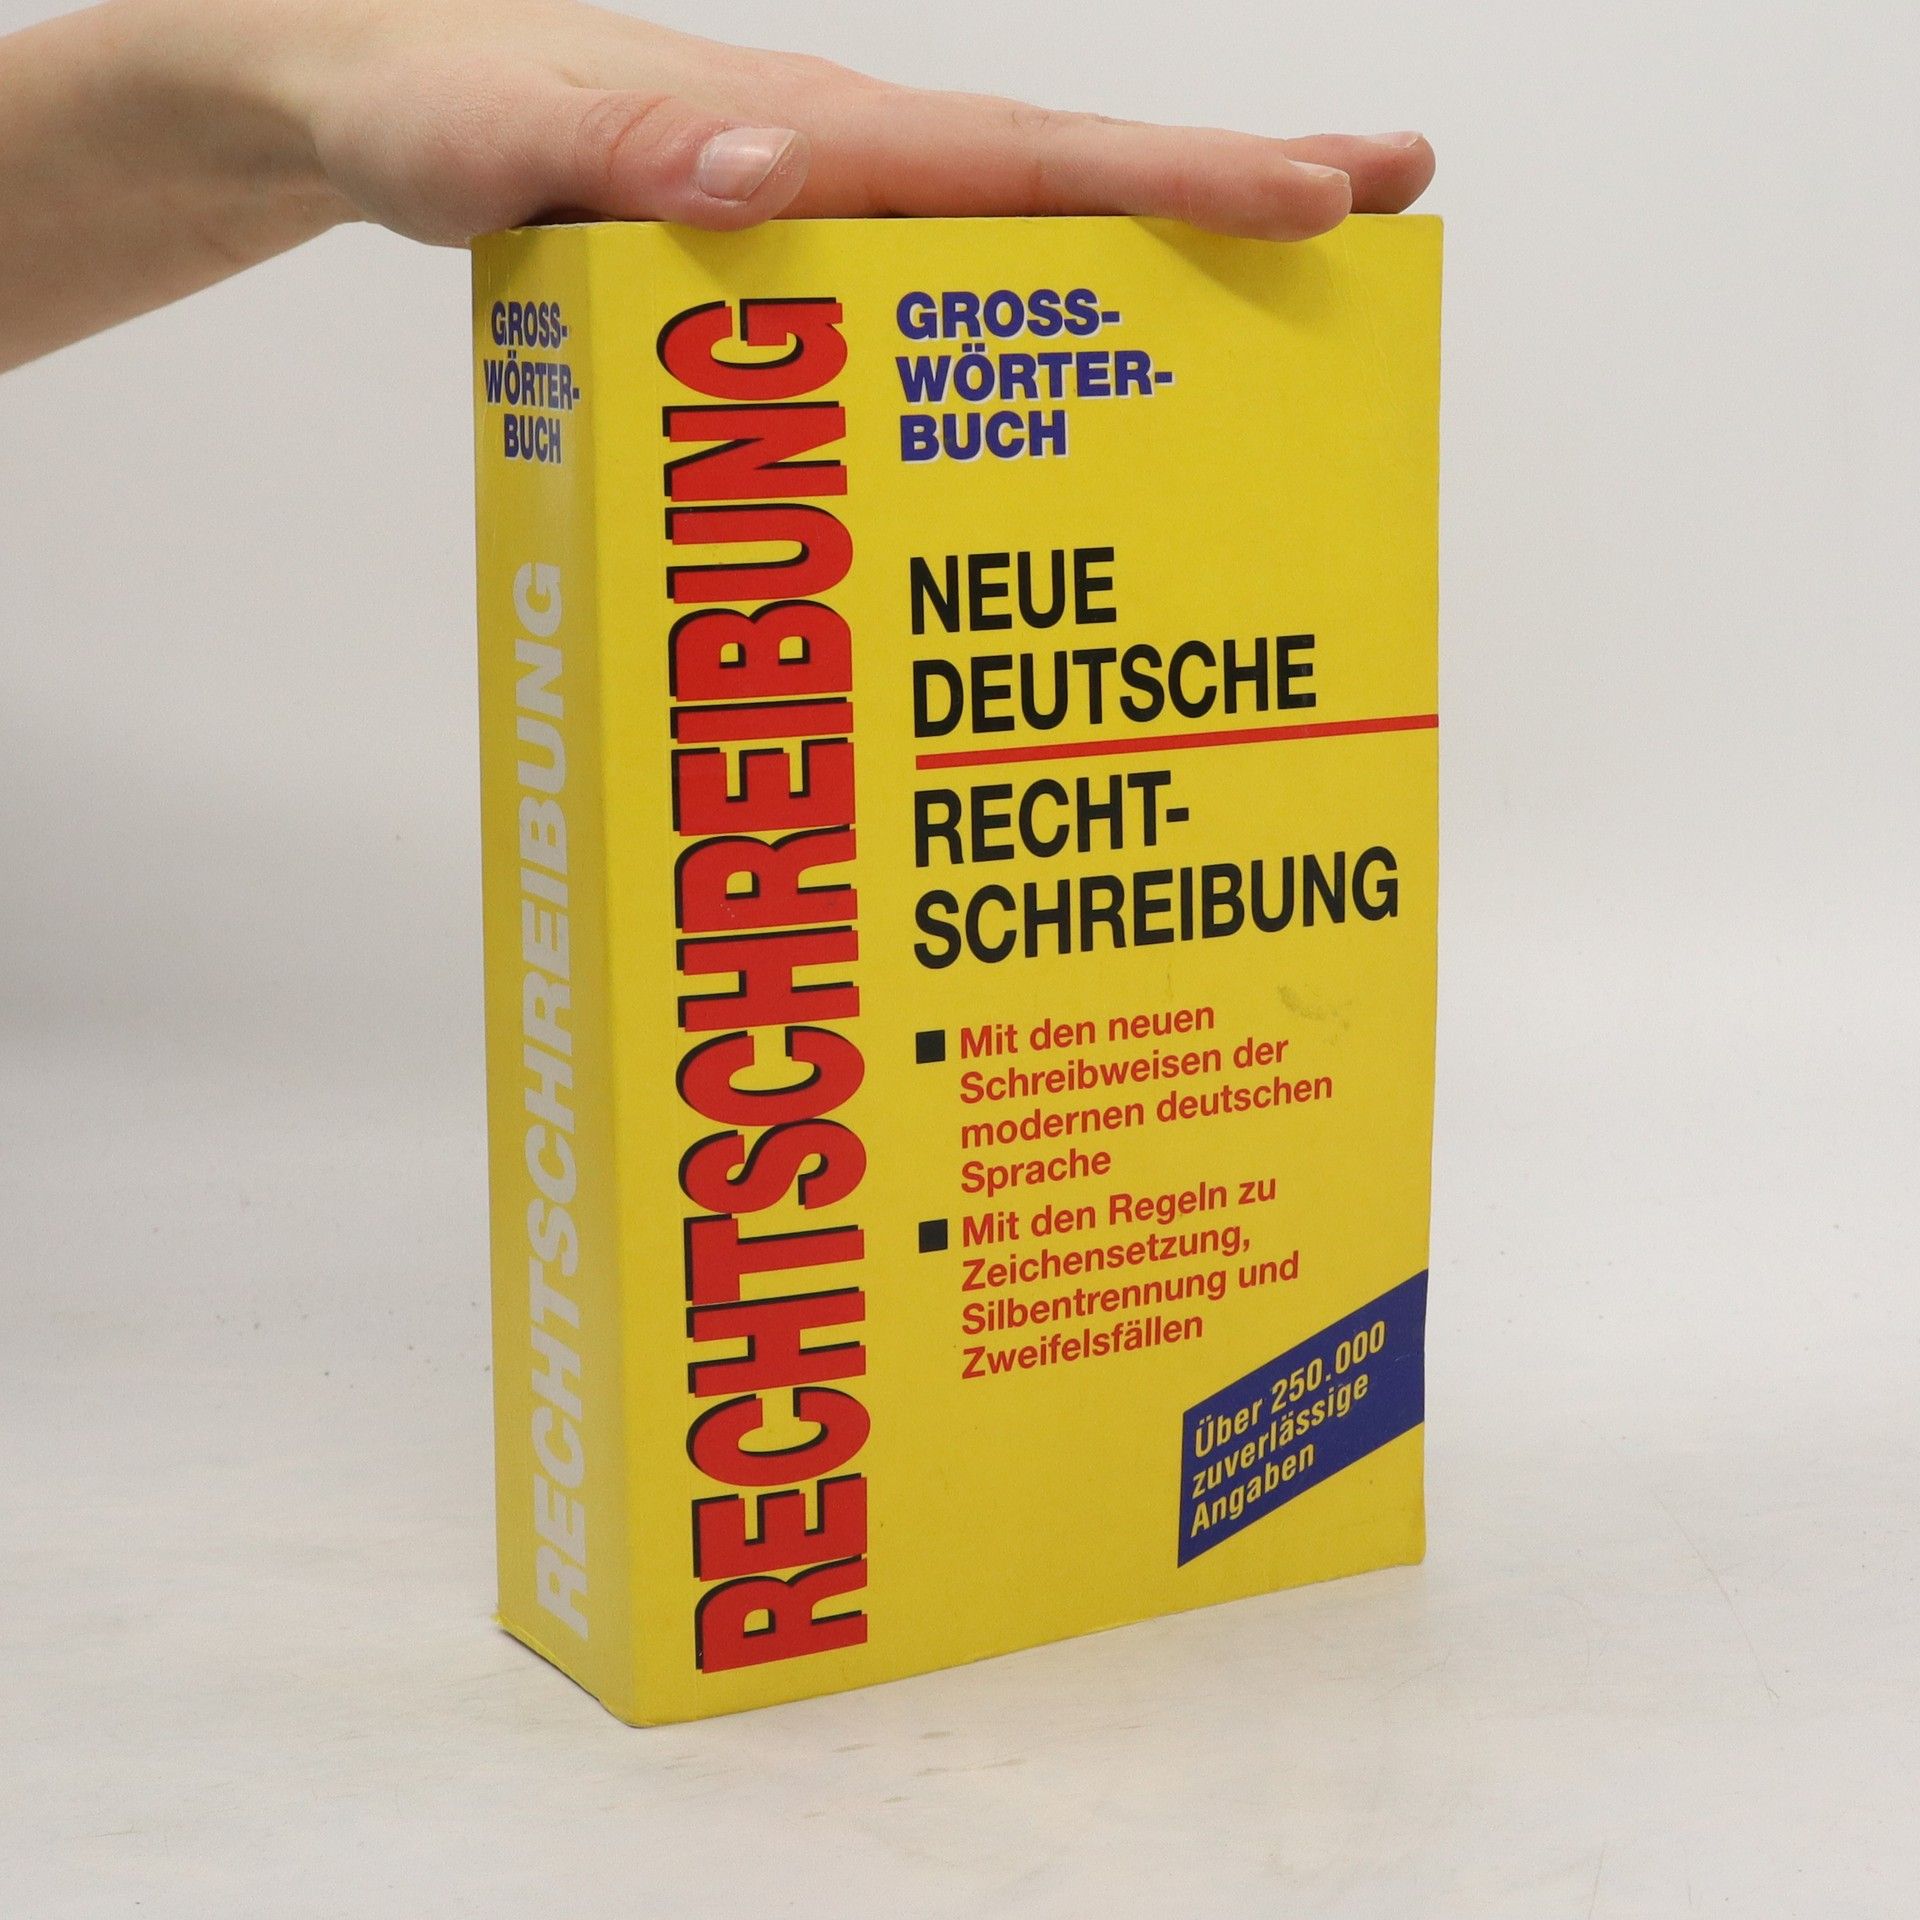 GROSS-
WÖRTER-
BUCH
RECHTSCHREIBUNG
RECHTSCHREIBUNG
GROSS-
WÖRTER-
BUCH
NEUE
DEUTSCHE
RECHT-
SCHREIBUNG
■ Mit den neuen
Schreibweisen der
modernen deutschen
Sprache
■ Mit den Regeln zu
Zeichensetzung,
Silbentrennung und
Zweifelsfällen
Über 250.000
zuverlässige
Angaben